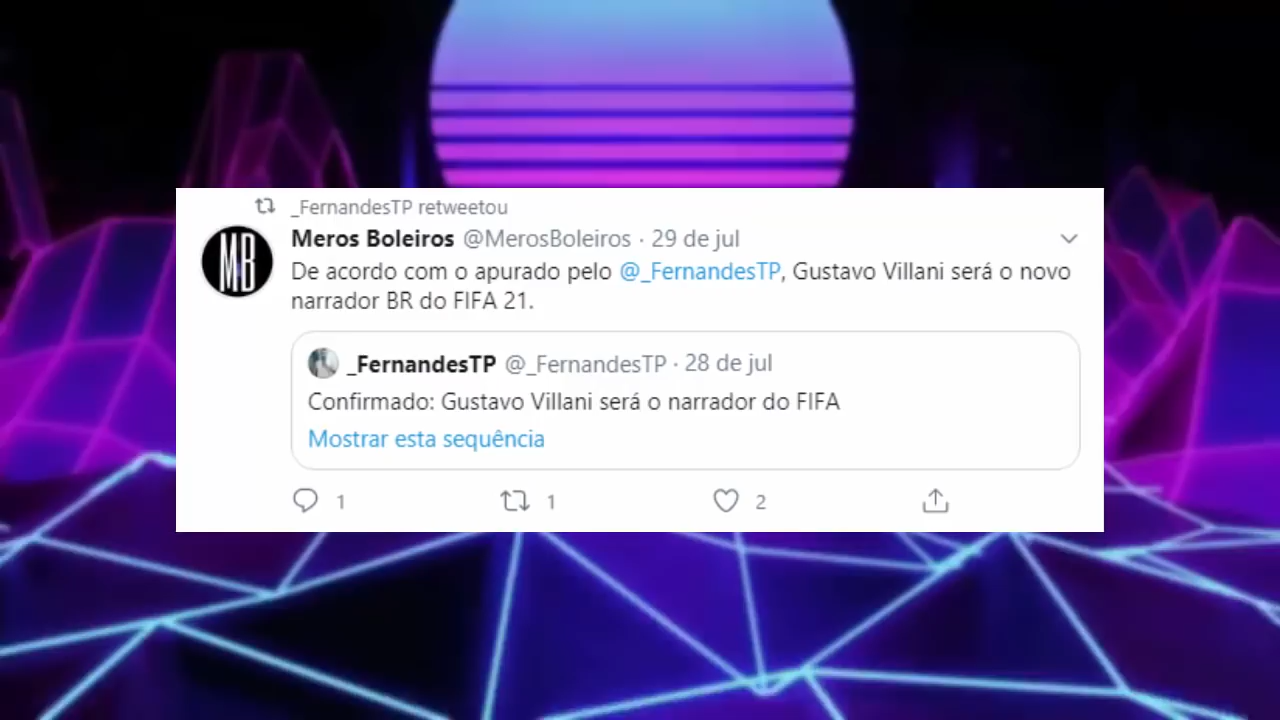 _FernandesTP retweetou
Meros Boleiros @MerosBoleiros · 29 de jul
MB
De acordo com o apurado pelo @_FernandesTP, Gustavo Villani será o novo
narrador BR do FIFA 21.
_FernandesTP @_FernandesTP · 28 de jul
Confirmado: Gustavo Villani será o narrador do FIFA
Mostrar esta sequência
1 1 2